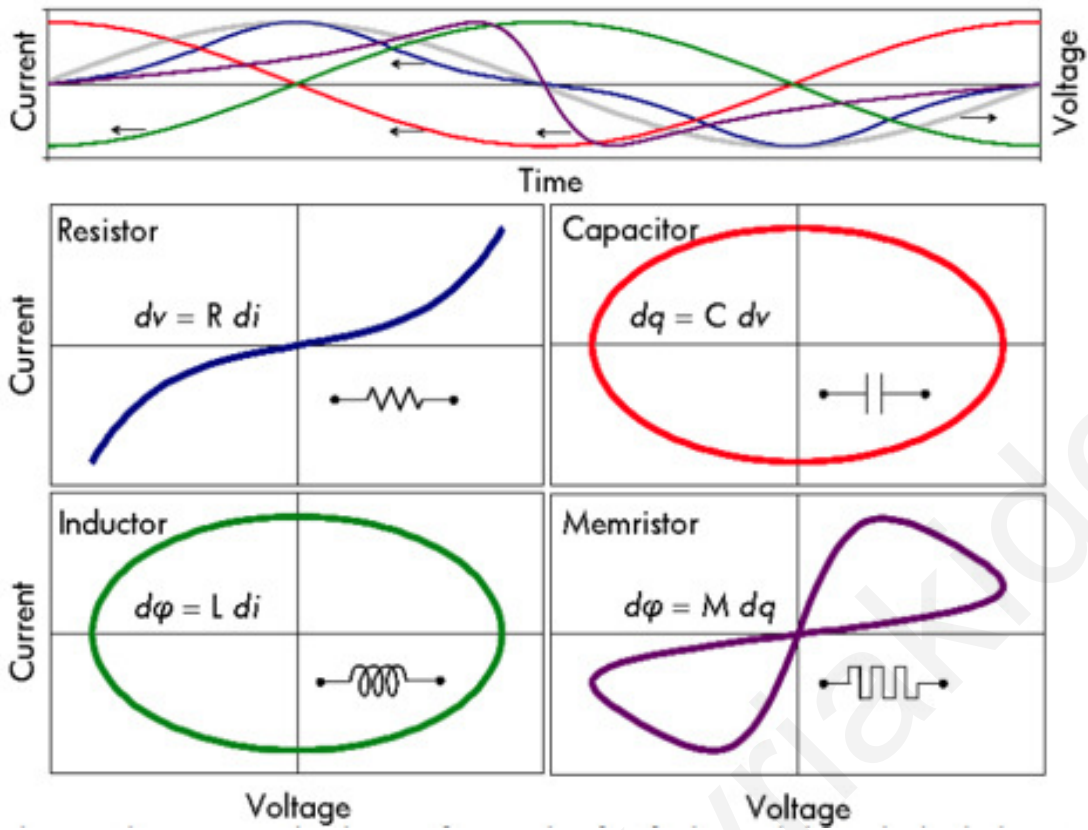 Current
Voltage
Time
Resistor
dv = R di
Current
Capacitor
dq = C dv
Inductor
dφ = L di
Current
Voltage
Memristor
dφ = M dq
Voltage